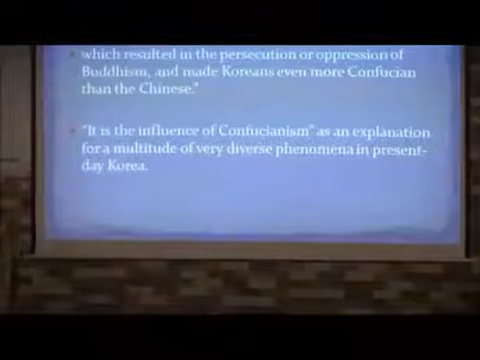 which resulted in the persecution or oppression of
Buddhism, and made Koreans even more Confucian
than the Chinese."
"It is the influence of Confucianism" as an explanation
for a multitude of very diverse phenomena in present-
day Korea.